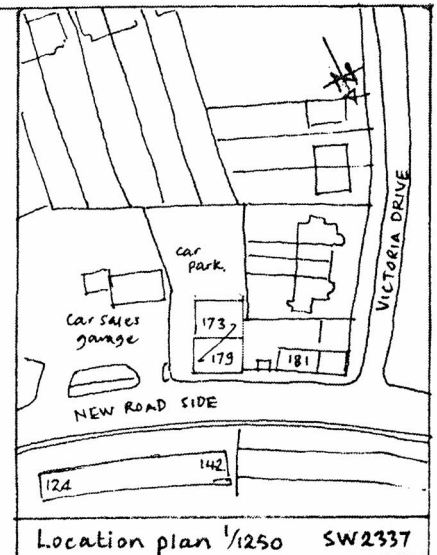 VICTORIA DRIVE
car
park.
Car sales
garage
173
179
181
NEW ROAD SIDE
124
142
Location plan 1/1250 SW2337